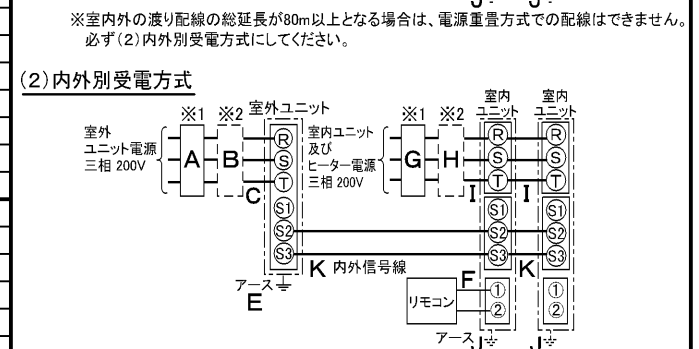 ※室内外の渡り配線の総延長が80m以上となる場合は、電源重畳方式での配線はできません。
必ず(2)内外別受電方式にしてください。
(2)内外別受電方式
※1 ※2 室外ユニット
室外
ユニット電源
三相 200V
A B C
R
S
T
S1
S2
S3
アース
E
※1 ※2
室内ユニット
及び
ヒーター電源
三相 200V
G H I I
室内
ユニット
室内
ユニット
R R
S S
T T
S1 S1
S2 S2
S3 S3
K 内外信号線
K
F
リモコン
① ①
② ②
アース J J